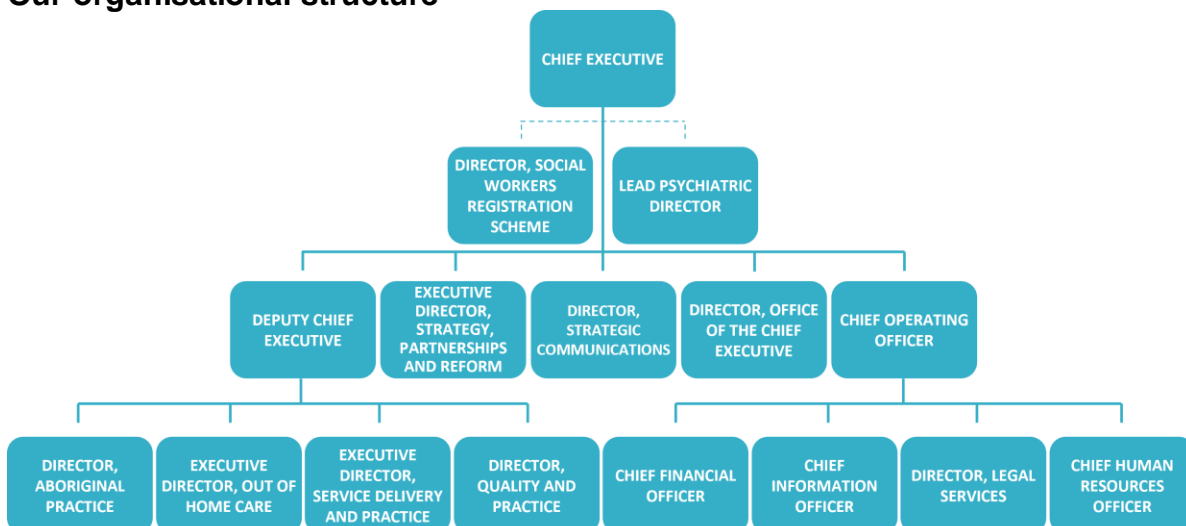 Our organisational structure
CHIEF EXECUTIVE
DIRECTOR, SOCIAL
WORKERS
REGISTRATION
SCHEME
LEAD PSYCHIATRIC
DIRECTOR
DEPUTY CHIEF
EXECUTIVE
EXECUTIVE
DIRECTOR,
STRATEGY,
PARTNERSHIPS
AND REFORM
DIRECTOR,
STRATEGIC
COMMUNICATIONS
DIRECTOR, OFFICE
OF THE CHIEF
EXECUTIVE
CHIEF OPERATING
OFFICER
DIRECTOR,
ABORIGINAL
PRACTICE
EXECUTIVE
DIRECTOR, OUT OF
HOME CARE
EXECUTIVE
DIRECTOR,
SERVICE DELIVERY
AND PRACTICE
DIRECTOR,
QUALITY AND
PRACTICE
CHIEF FINANCIAL
OFFICER
CHIEF
INFORMATION
OFFICER
DIRECTOR, LEGAL
SERVICES
CHIEF HUMAN
RESOURCES
OFFICER